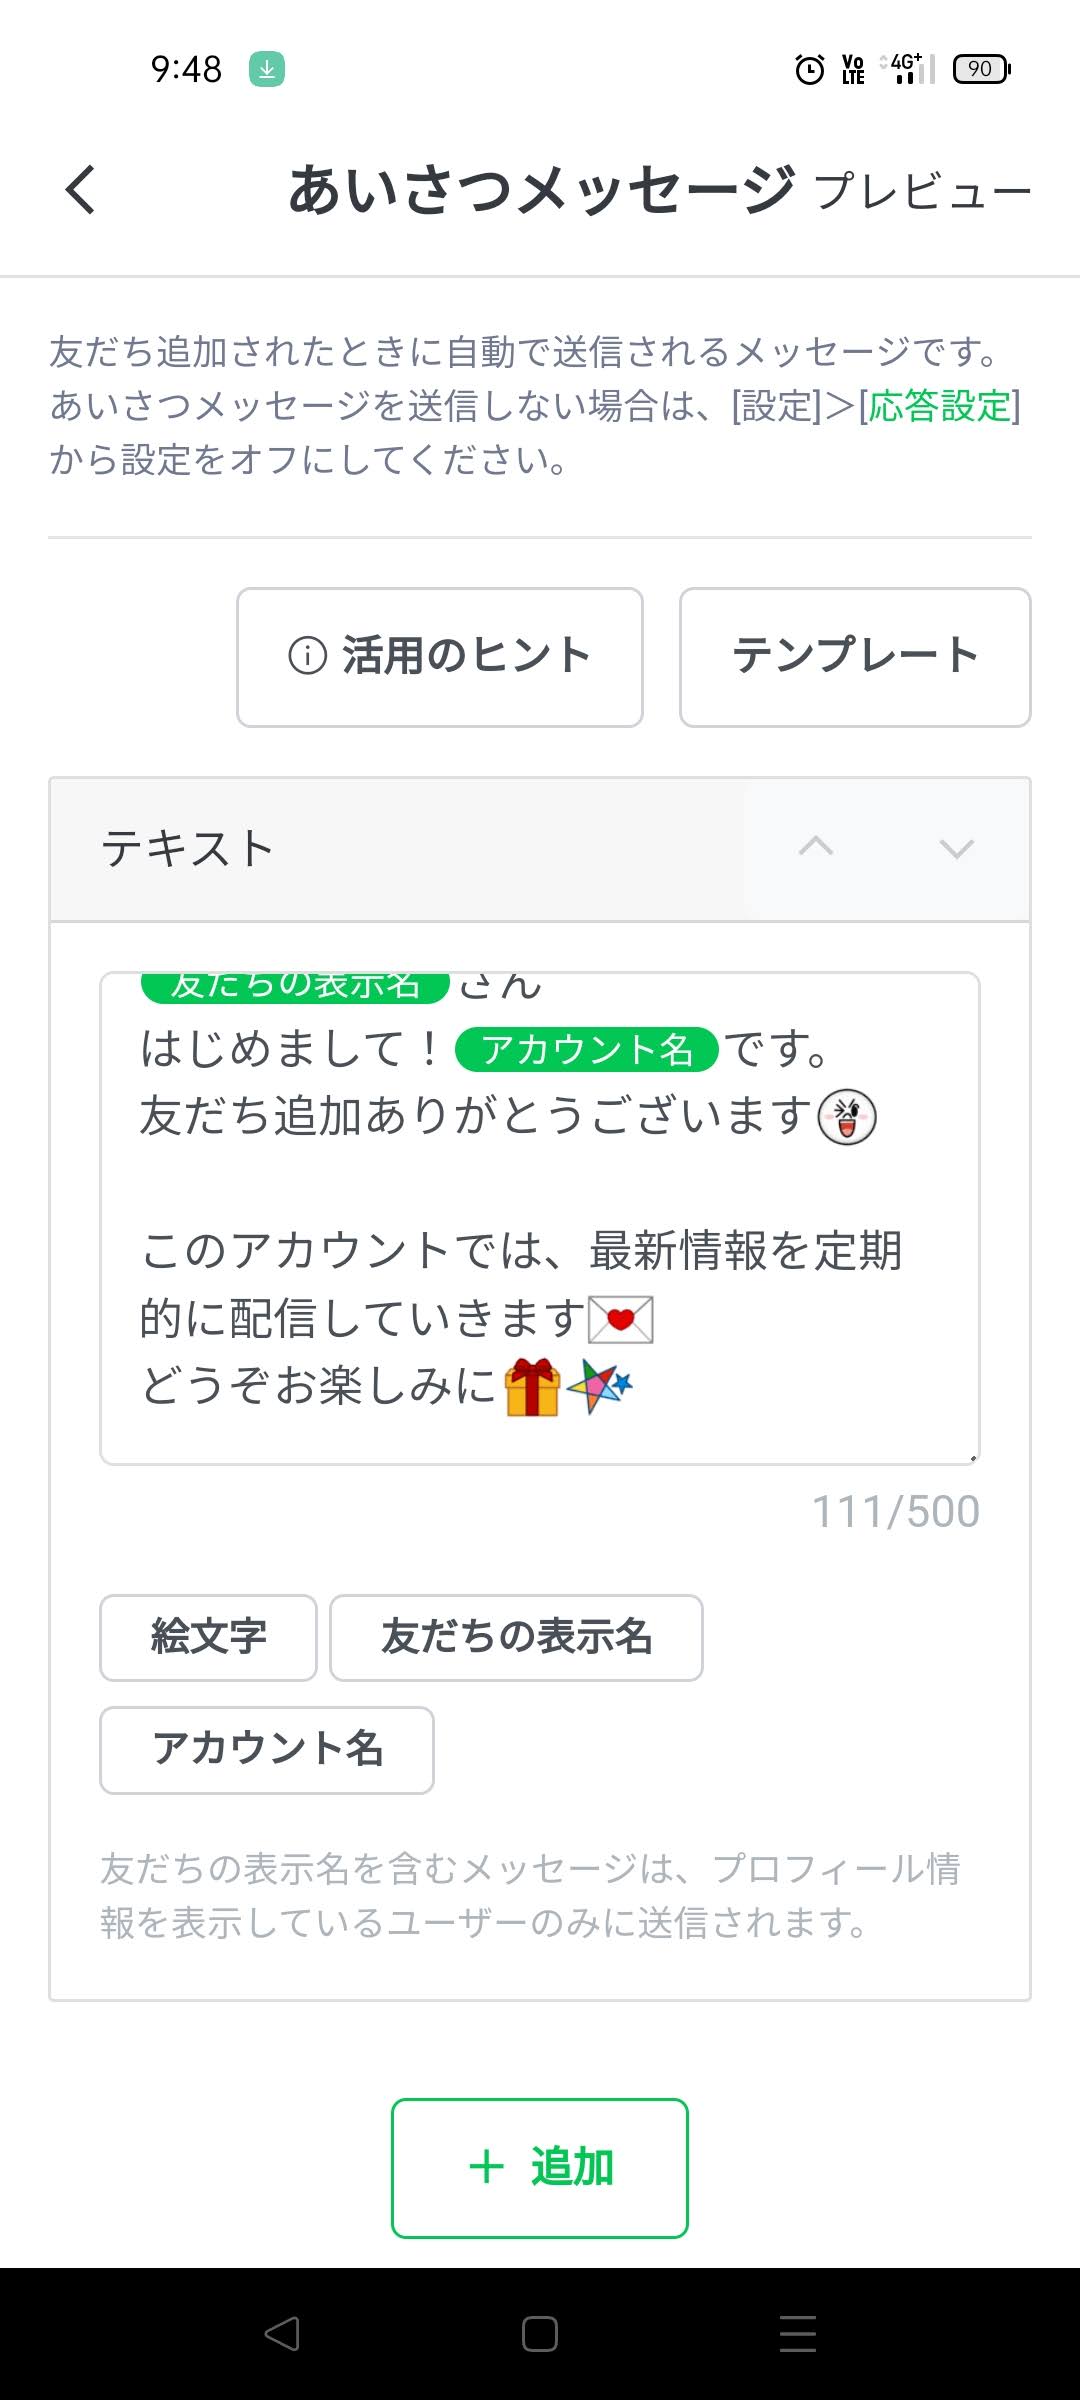 9:48
Vo LTE 4G+ 90
あいさつメッセージ プレビュー
友だち追加されたときに自動で送信されるメッセージです。
あいさつメッセージを送信しない場合は、[設定]＞[応答設定]
から設定をオフにしてください。
活用のヒント テンプレート
テキスト
友だちの表示名 さん
はじめまして！ アカウント名 です。
友だち追加ありがとうございます
このアカウントでは、最新情報を定期
的に配信していきます
どうぞお楽しみに
111/500
絵文字 友だちの表示名
アカウント名
友だちの表示名を含むメッセージは、プロフィール情
報を表示しているユーザーのみに送信されます。
＋ 追加